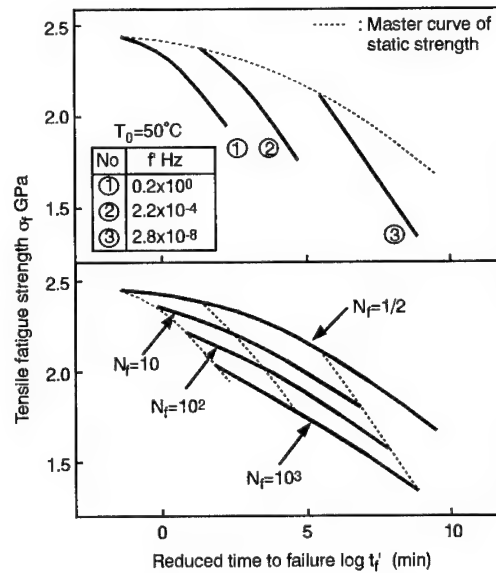 2.5
2.0
1.5
: Master curve of
static strength
T₀=50°C
No f' Hz
① 0.2x10⁰
② 2.2x10⁻⁴
③ 2.8x10⁻⁸
① ②
③
Tensile fatigue strength σf GPa
2.5
2.0
1.5
Nf=1/2
Nf=10
Nf=10²
Nf=10³
0 5 10
Reduced time to failure log tf' (min)